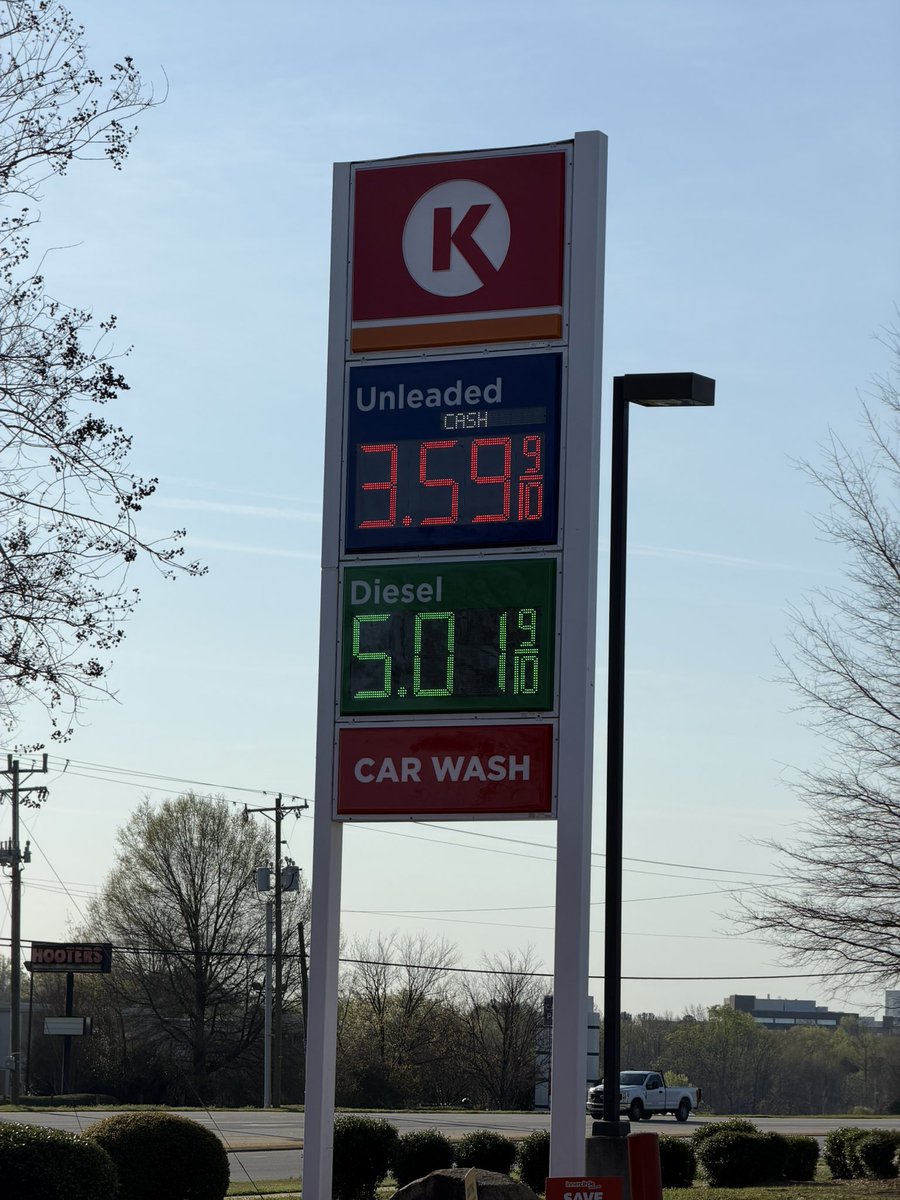 K
Unleaded
CASH
3.59 9/10
Diesel
5.01 9/10
CAR WASH
HOOTERS
SAVE